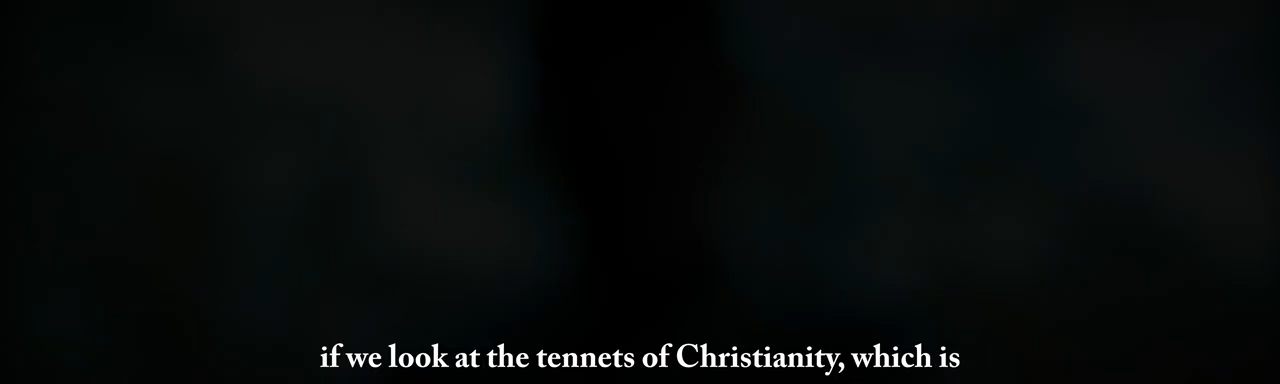 if we look at the tennets of Christianity, which is